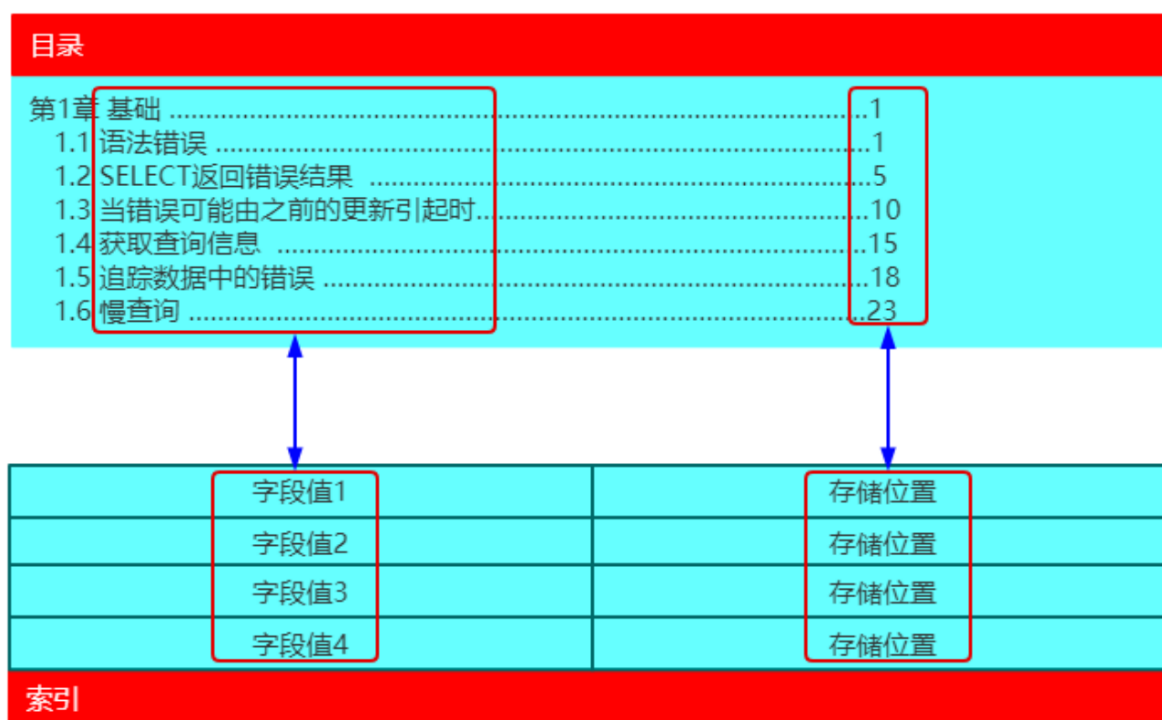 目录
第1章 基础 ................................................................................1
1.1 语法错误 ...........................................................................1
1.2 SELECT返回错误结果 .........................................................5
1.3 当错误可能由之前的更新引起时.............................................10
1.4 获取查询信息 ....................................................................15
1.5 追踪数据中的错误 ..............................................................18
1.6 慢查询 ..............................................................................23
字段值1 存储位置
字段值2 存储位置
字段值3 存储位置
字段值4 存储位置
索引